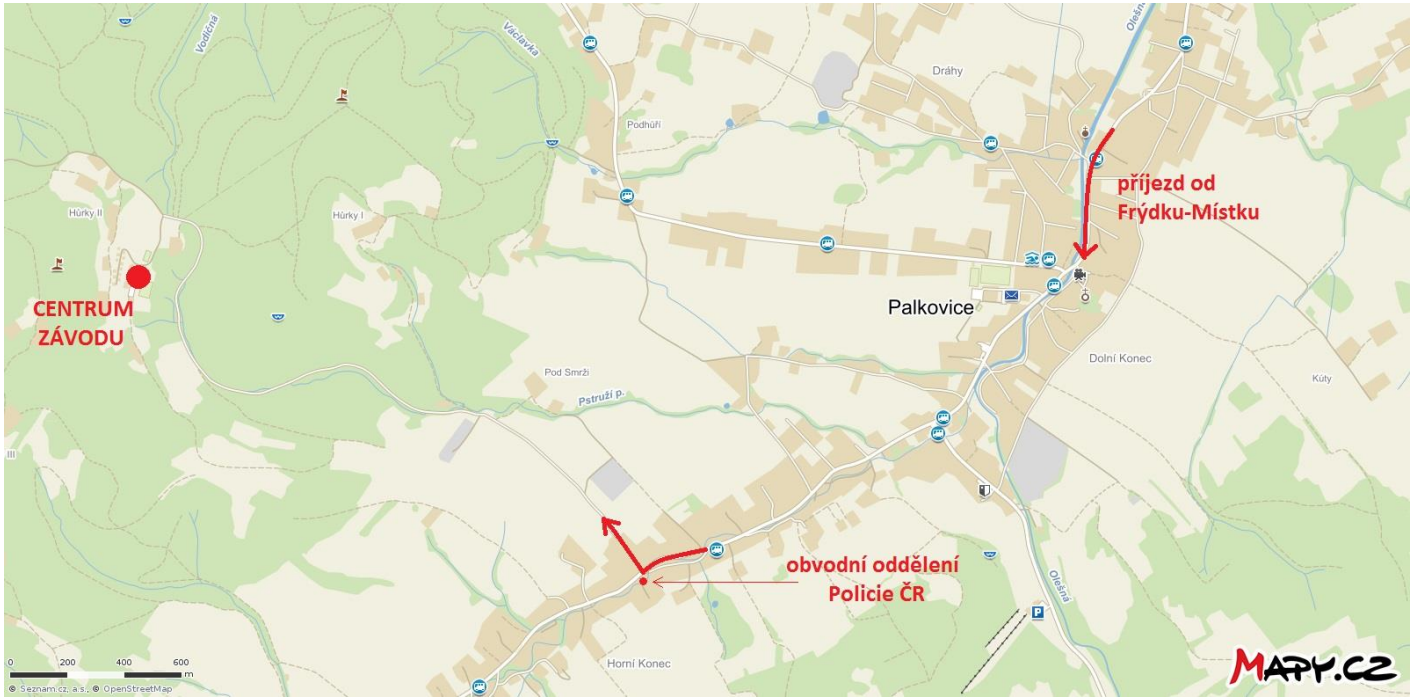 Vodičná
Václavka
Olešná
Dráhy
Podhůří
příjezd od
Frýdku-Místku
Hůrky II
Hůrky I
CENTRUM
ZÁVODU
Palkovice
Dolní Konec
Pod Smrží
Kúty
Pstruží p.
III
obvodní oddělení
Policie ČR
Olešná
P
Horní Konec
0 200 400 600
m
© Seznam.cz, a.s., © OpenStreetMap
MAPY.CZ